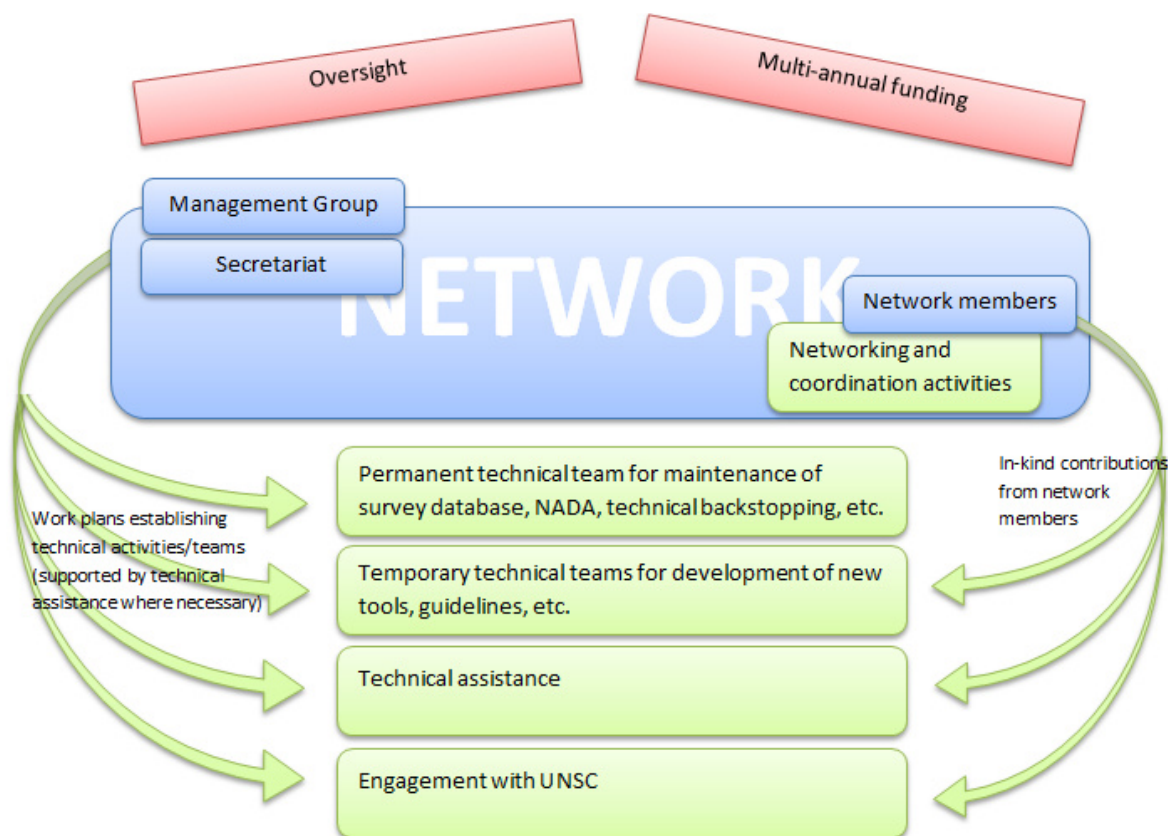 Oversight
Multi-annual funding
Management Group
Secretariat
NETWORK
Network members
Networking and
coordination activities
Permanent technical team for maintenance of
survey database, NADA, technical backstopping, etc.
In-kind contributions
from network
members
Work plans establishing
technical activities/teams
(supported by technical
assistance where necessary)
Temporary technical teams for development of new
tools, guidelines, etc.
Technical assistance
Engagement with UNSC